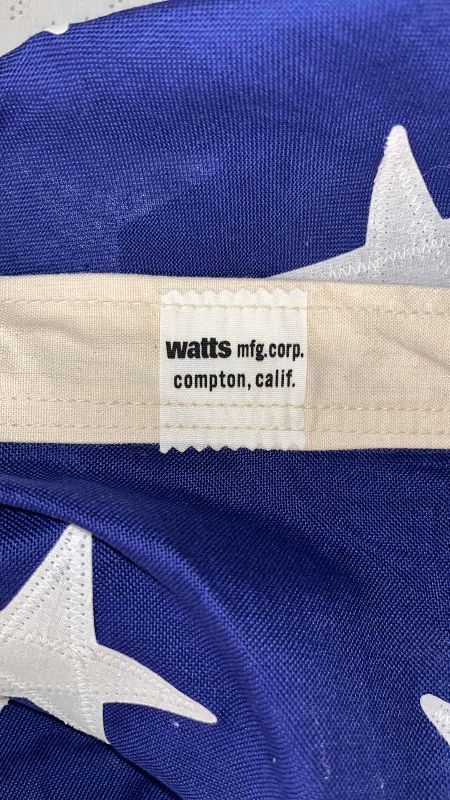 watts mfg.corp.
compton, calif.